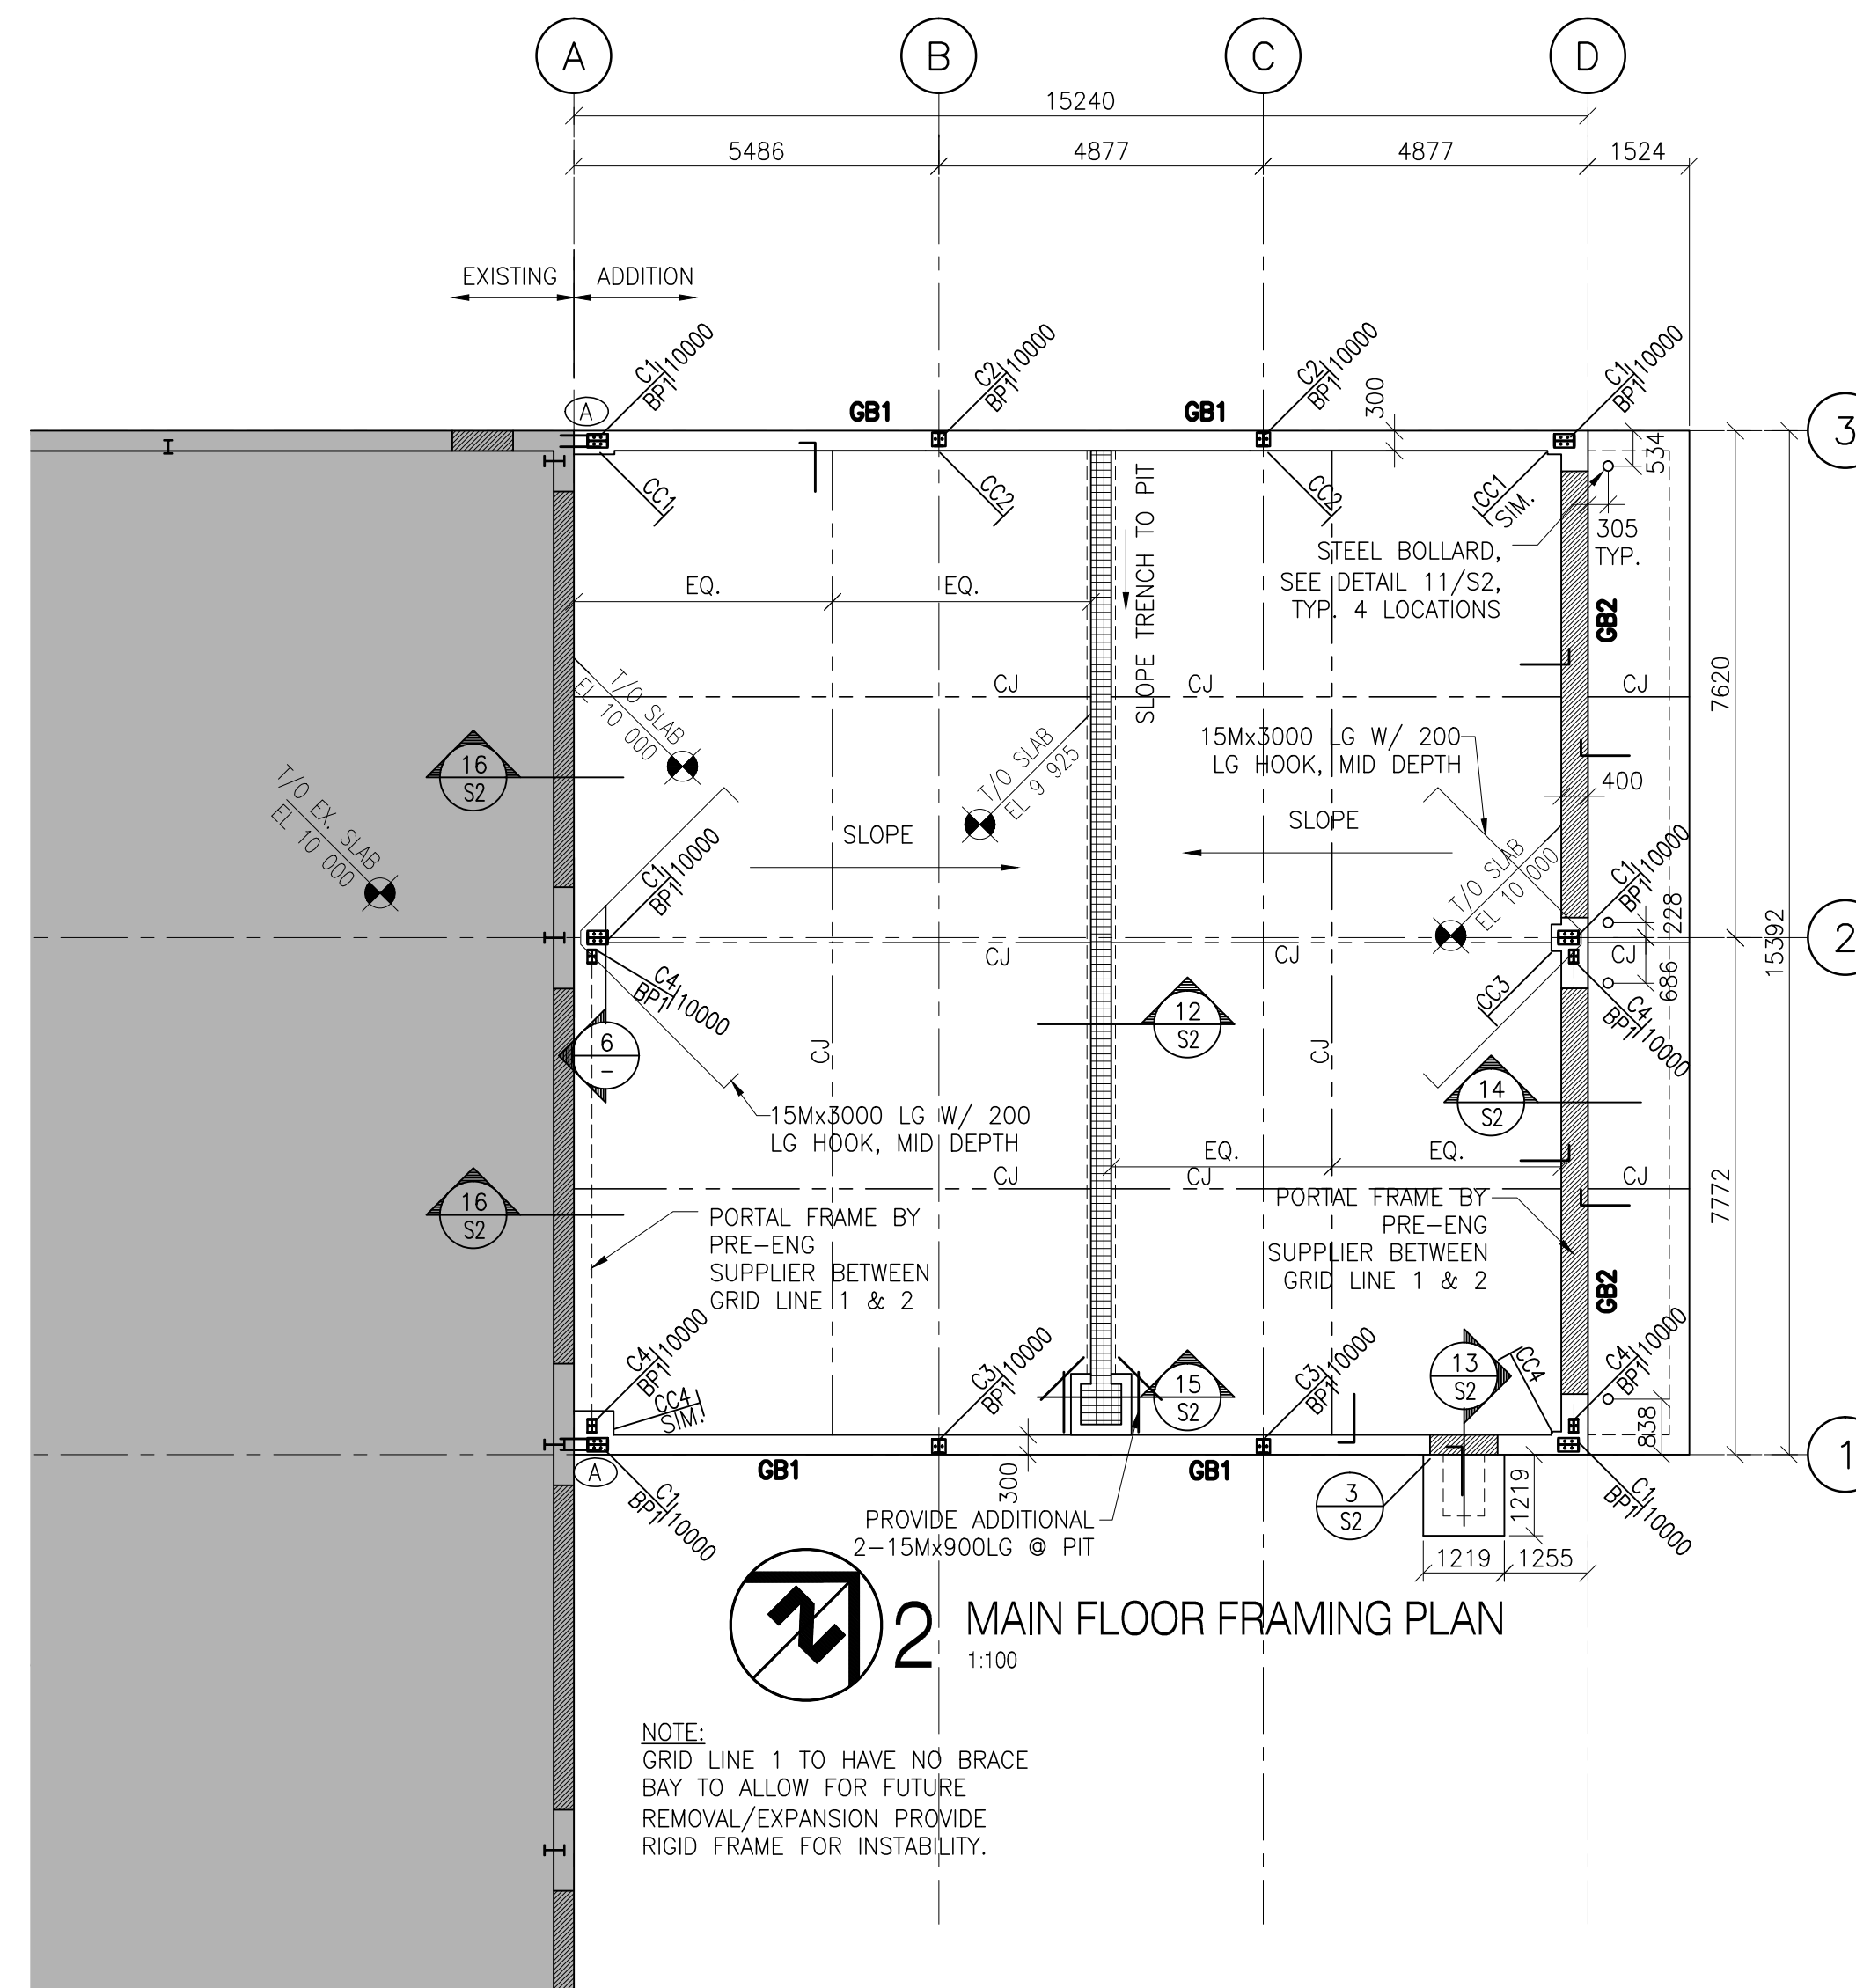 A
B
C
D
15240
5486
4877
4877
1524
EXISTING
ADDITION
C1 10000
BP1
C2 10000
BP1
C2 10000
BP1
C1 10000
BP1
A
GB1
GB1
300
3
534
CC1
CC2
CC2
CC1
SIM.
305
TYP.
STEEL BOLLARD,
SEE DETAIL 11/S2,
TYP. 4 LOCATIONS
SLOPE TRENCH TO PIT
EQ.
EQ.
GB2
7620
CJ
CJ
CJ
T/O SLAB
EL 10 000
T/O SLAB
EL 9 925
15Mx3000 LG W/ 200
LG HOOK, MID DEPTH
400
16
S2
T/O EX. SLAB
EL 10 000
SLOPE
SLOPE
T/O SLAB
EL 10 000
C1 10000
BP1
C1 10000
BP1
228
2
15392
CJ
CJ
CJ
686
C4 10000
BP1
CC3
C4 10000
BP1
12
S2
6
-
CJ
CJ
14
S2
15Mx3000 LG W/ 200
LG HOOK, MID DEPTH
EQ.
EQ.
CJ
CJ
CJ
16
S2
PORTAL FRAME BY
PRE-ENG
SUPPLIER BETWEEN
GRID LINE 1 & 2
PORTAL FRAME BY
PRE-ENG
SUPPLIER BETWEEN
GRID LINE 1 & 2
7772
GB2
C4 10000
BP1
CC4
SIM.
C3 10000
BP1
15
S2
C3 10000
BP1
13
S2
CC4
C4 10000
BP1
838
1
A
GB1
GB1
300
C1 10000
BP1
3
S2
1219
C1 10000
BP1
PROVIDE ADDITIONAL
2-15Mx900LG @ PIT
1219
1255
2 MAIN FLOOR FRAMING PLAN
1:100
NOTE:
GRID LINE 1 TO HAVE NO BRACE
BAY TO ALLOW FOR FUTURE
REMOVAL/EXPANSION PROVIDE
RIGID FRAME FOR INSTABILITY.